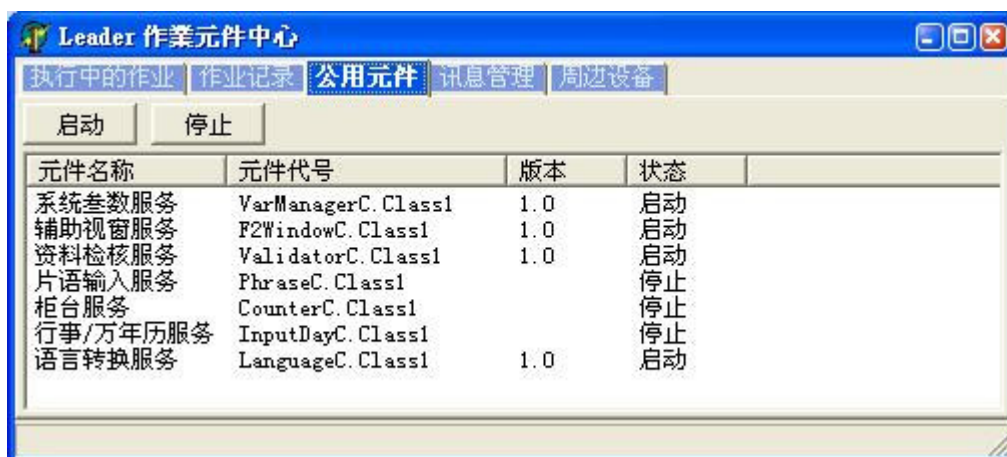 Leader 作業元件中心
执行中的作业 作业记录 公用元件 讯息管理 周边设备
启动 停止
元件名称 元件代号 版本 状态
系统叁数服务 VarManagerC.Class1 1.0 启动
辅助视窗服务 F2WindowC.Class1 1.0 启动
资料检核服务 ValidatorC.Class1 1.0 启动
片语输入服务 PhraseC.Class1 停止
柜台服务 CounterC.Class1 停止
行事/万年历服务 InputDayC.Class1 停止
语言转换服务 LanguageC.Class1 1.0 启动